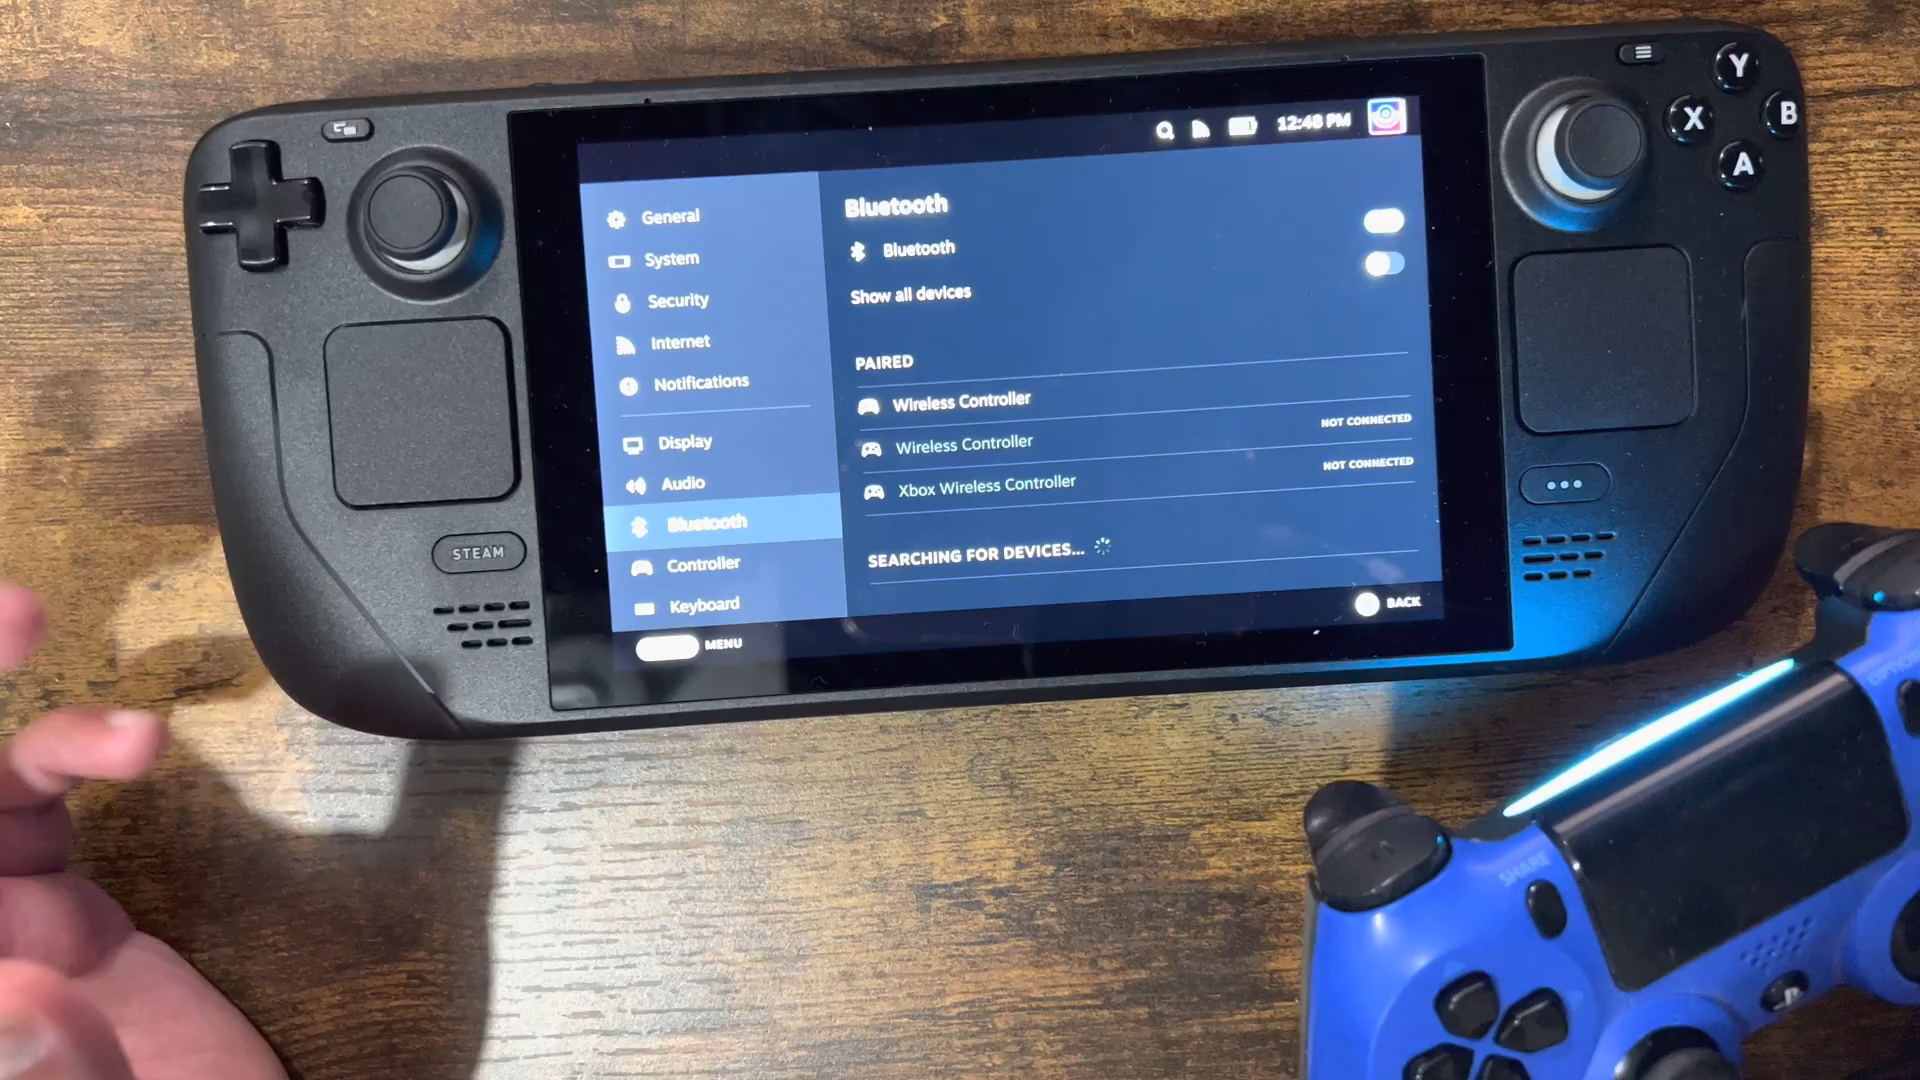 12:48 PM
General
System
Security
Internet
Notifications
Display
Audio
Bluetooth
Controller
Keyboard
MENU
Bluetooth
Bluetooth
Show all devices
PAIRED
Wireless Controller
Wireless Controller
NOT CONNECTED
Xbox Wireless Controller
NOT CONNECTED
SEARCHING FOR DEVICES...
BACK
STEAM
Y
X
B
A
SHARE